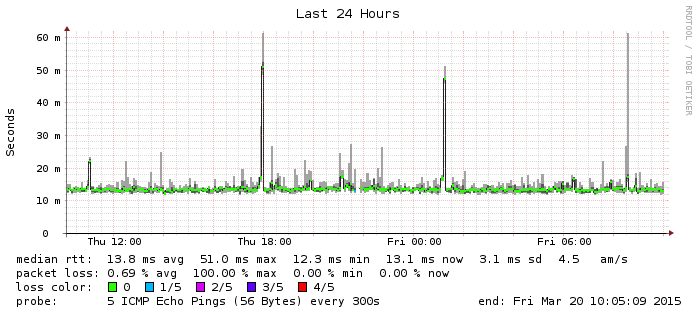 Last 24 Hours
RRDTOOL / TOBI OETIKER
Seconds
60 m
50 m
40 m
30 m
20 m
10 m
0
Thu 12:00 Thu 18:00 Fri 00:00 Fri 06:00
median rtt: 13.8 ms avg 51.0 ms max 12.3 ms min 13.1 ms now 3.1 ms sd 4.5 am/s
packet loss: 0.69 % avg 100.00 % max 0.00 % min 0.00 % now
loss color: 0 1/5 2/5 3/5 4/5
probe: 5 ICMP Echo Pings (56 Bytes) every 300s end: Fri Mar 20 10:05:09 2015